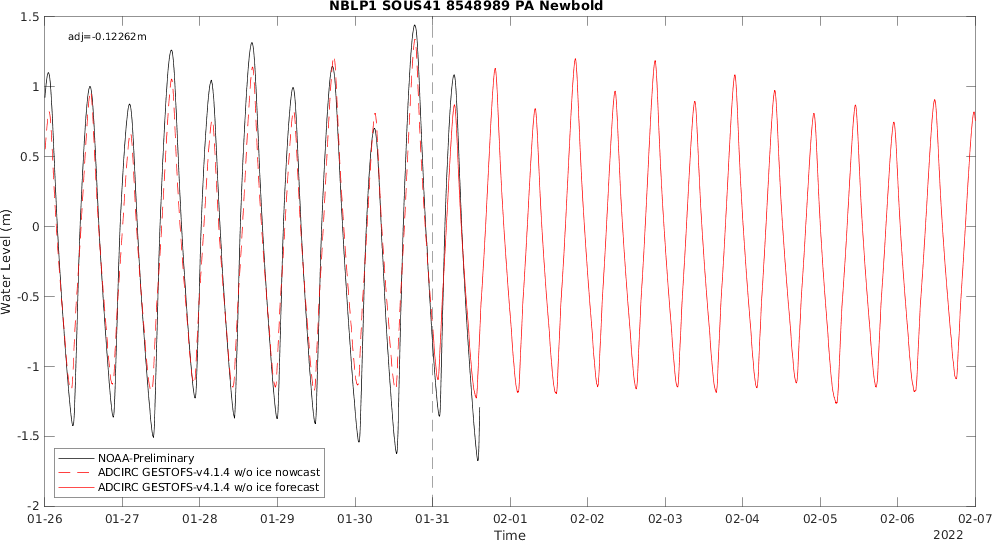 NBLP1 SOUS41 8548989 PA Newbold
adj=-0.12262m
1.5
1
0.5
0
-0.5
-1
-1.5
-2
Water Level (m)
NOAA-Preliminary
ADCIRC GESTOFS-v4.1.4 w/o ice nowcast
ADCIRC GESTOFS-v4.1.4 w/o ice forecast
01-26 01-27 01-28 01-29 01-30 01-31 02-01 02-02 02-03 02-04 02-05 02-06 02-07
Time
2022